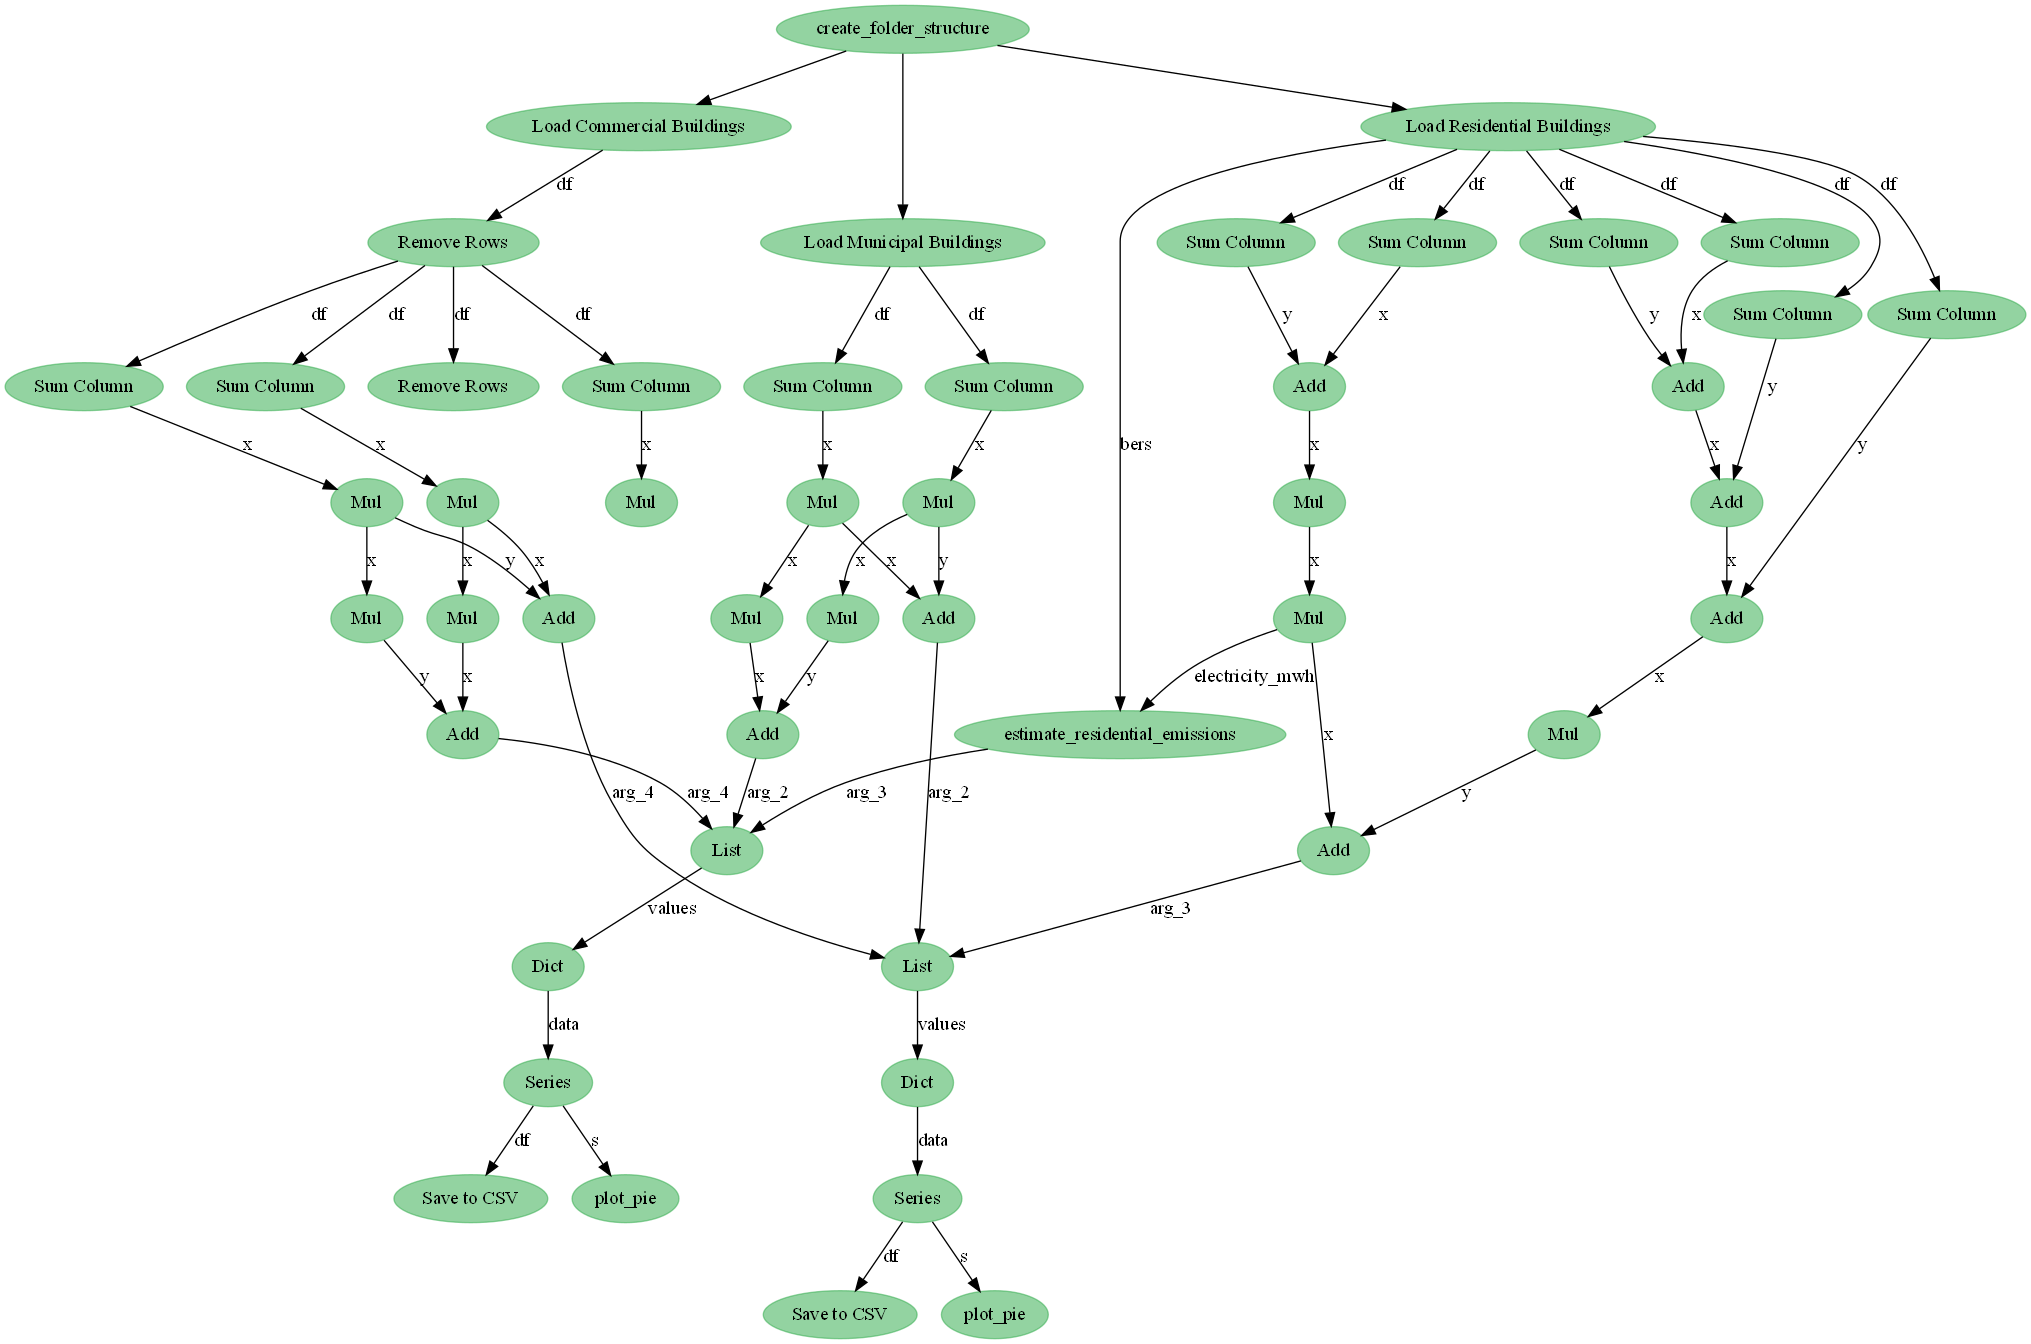 create_folder_structure
Load Commercial Buildings
Load Residential Buildings
df
df
df
df
df
df
df
Remove Rows
Load Municipal Buildings
Sum Column
Sum Column
Sum Column
Sum Column
df
df
df
df
df
df
y
x
y
x
Sum Column
Sum Column
Sum Column
Sum Column
Remove Rows
Sum Column
Sum Column
Sum Column
Add
Add
y
x
x
x
x
x
bers
x
x
y
Mul
Mul
Mul
Mul
Mul
Mul
Add
x
x
y
x
x
x
x
y
x
x
Mul
Mul
Add
Mul
Mul
Add
Mul
Add
y
x
x
y
electricity_mwh
x
Add
Add
estimate_residential_emissions
Mul
x
arg_4
arg_4
arg_2
arg_3
arg_2
y
List
Add
values
arg_3
Dict
List
data
values
Series
Dict
df
s
data
Save to CSV
plot_pie
Series
df
s
Save to CSV
plot_pie